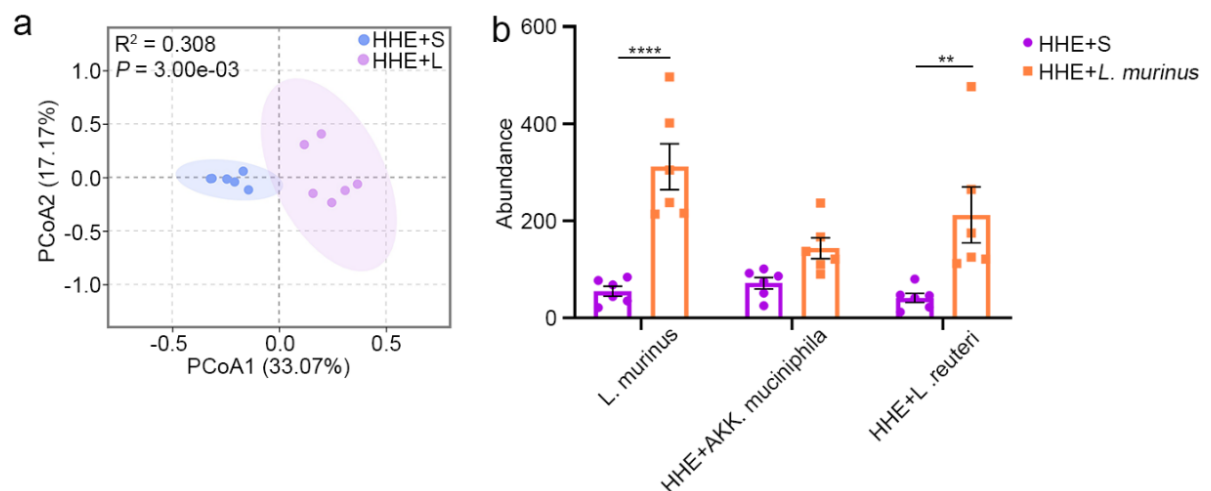 a
R² = 0.308
P = 3.00e-03
HHE+S
HHE+L
1.0
0.5
0.0
-0.5
-1.0
PCoA2 (17.17%)
-0.5
0.0
0.5
PCoA1 (33.07%)
b
600
400
200
0
Abundance
****
**
HHE+S
HHE+L. murinus
L. murinus
HHE+AKK. muciniphila
HHE+L .reuteri